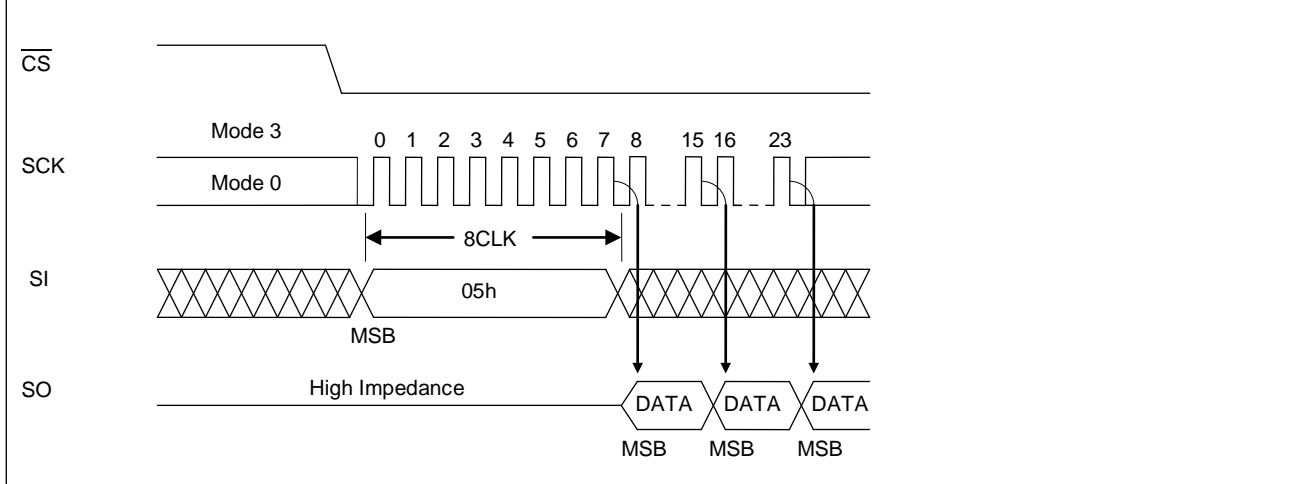 CS
Mode 3
0 1 2 3 4 5 6 7 8 15 16 23
SCK
Mode 0
8CLK
SI
05h
MSB
SO
High Impedance
DATA DATA DATA
MSB MSB MSB